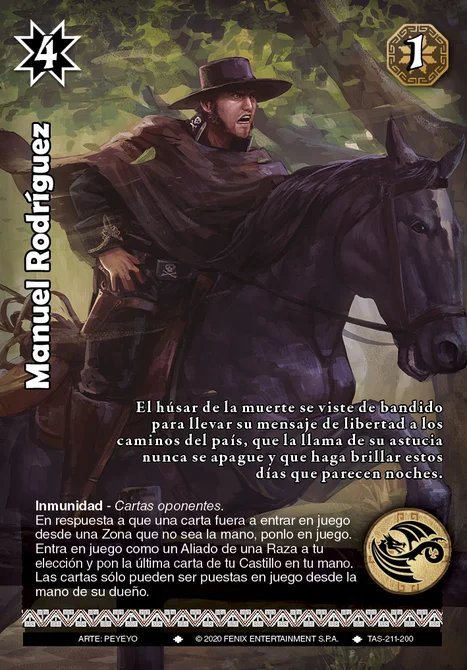 4
1
Manuel Rodríguez
El húsar de la muerte se viste de bandido
para llevar su mensaje de libertad a los
caminos del país, que la llama de su astucia
nunca se apague y que haga brillar estos
días que parecen noches.
Inmunidad - Cartas oponentes.
En respuesta a que una carta fuera a entrar en juego
desde una Zona que no sea la mano, ponlo en juego.
Entra en juego como un Aliado de una Raza a tu
elección y pon la última carta de tu Castillo en tu mano.
Las cartas sólo pueden ser puestas en juego desde la
mano de su dueño.
ARTE: PEYEYO © 2020 FENIX ENTERTAINMENT S.P.A. TAS-211-200